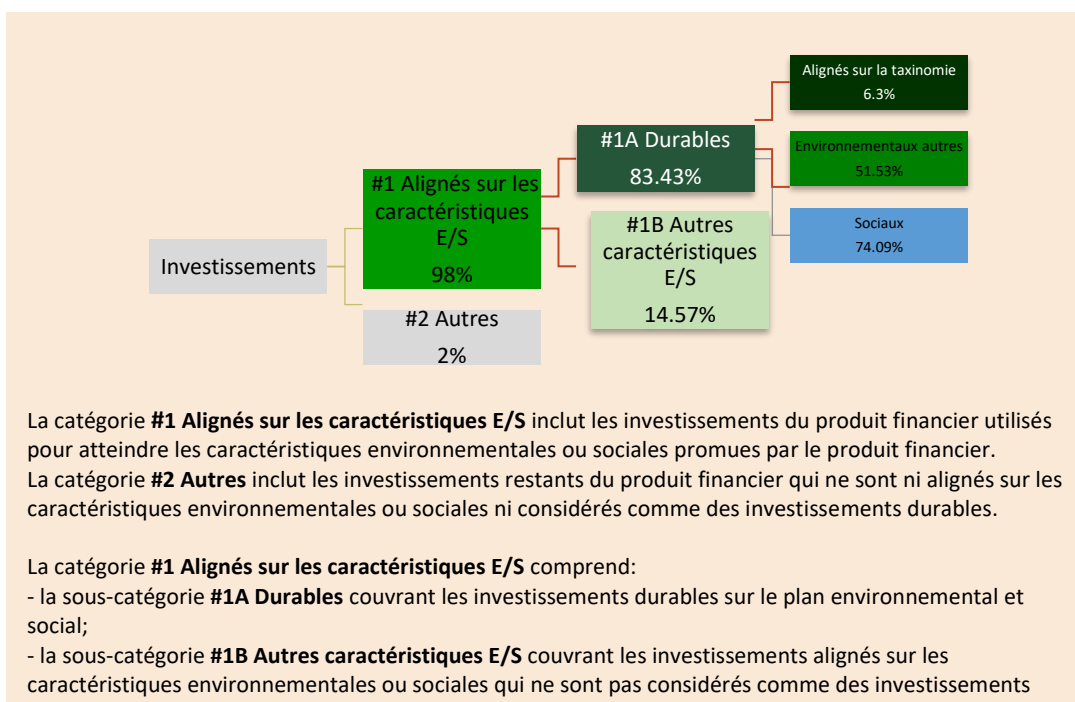 Alignés sur la taxinomie
6.3%
#1A Durables
83.43%
Environnementaux autres
51.53%
#1 Alignés sur les
caractéristiques
E/S
98%
#1B Autres
caractéristiques
E/S
14.57%
Sociaux
74.09%
Investissements
#2 Autres
2%
La catégorie #1 Alignés sur les caractéristiques E/S inclut les investissements du produit financier utilisés
pour atteindre les caractéristiques environnementales ou sociales promues par le produit financier.
La catégorie #2 Autres inclut les investissements restants du produit financier qui ne sont ni alignés sur les
caractéristiques environnementales ou sociales ni considérés comme des investissements durables.
La catégorie #1 Alignés sur les caractéristiques E/S comprend:
- la sous-catégorie #1A Durables couvrant les investissements durables sur le plan environnemental et
social;
- la sous-catégorie #1B Autres caractéristiques E/S couvrant les investissements alignés sur les
caractéristiques environnementales ou sociales qui ne sont pas considérés comme des investissements